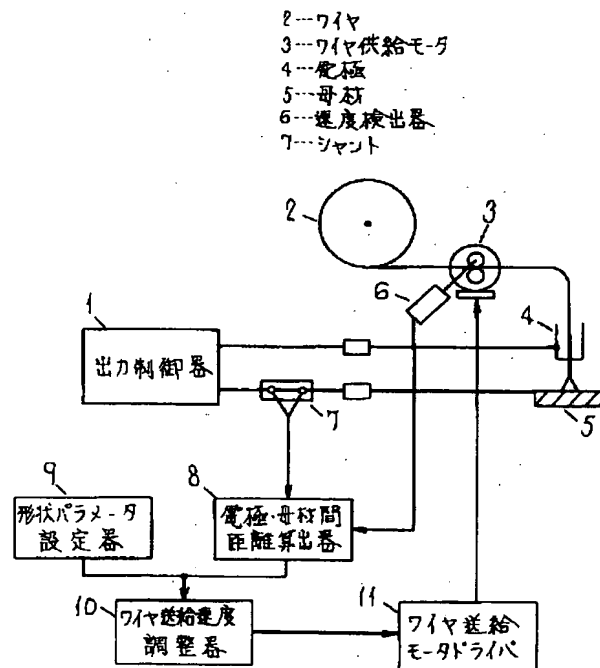 2---ワイヤ
3---ワイヤ供給モータ
4---電極
5---母材
6---速度検出器
7---シャント
2
3
6
4
1
出力制御器
7
5
9
8
形状パラメータ
設定器
電極・母材間
距離算出器
10
ワイヤ送給速度
調整器
11
ワイヤ送給
モータドライバ